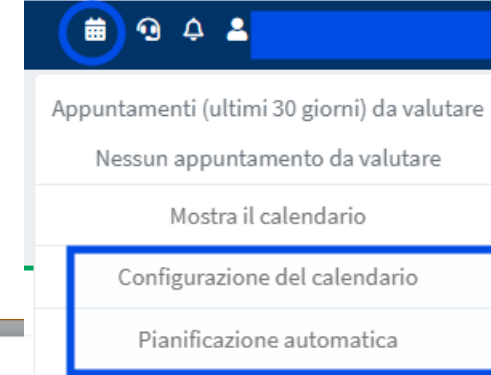 Appuntamenti (ultimi 30 giorni) da valutare
Nessun appuntamento da valutare
Mostra il calendario
Configurazione del calendario
Pianificazione automatica